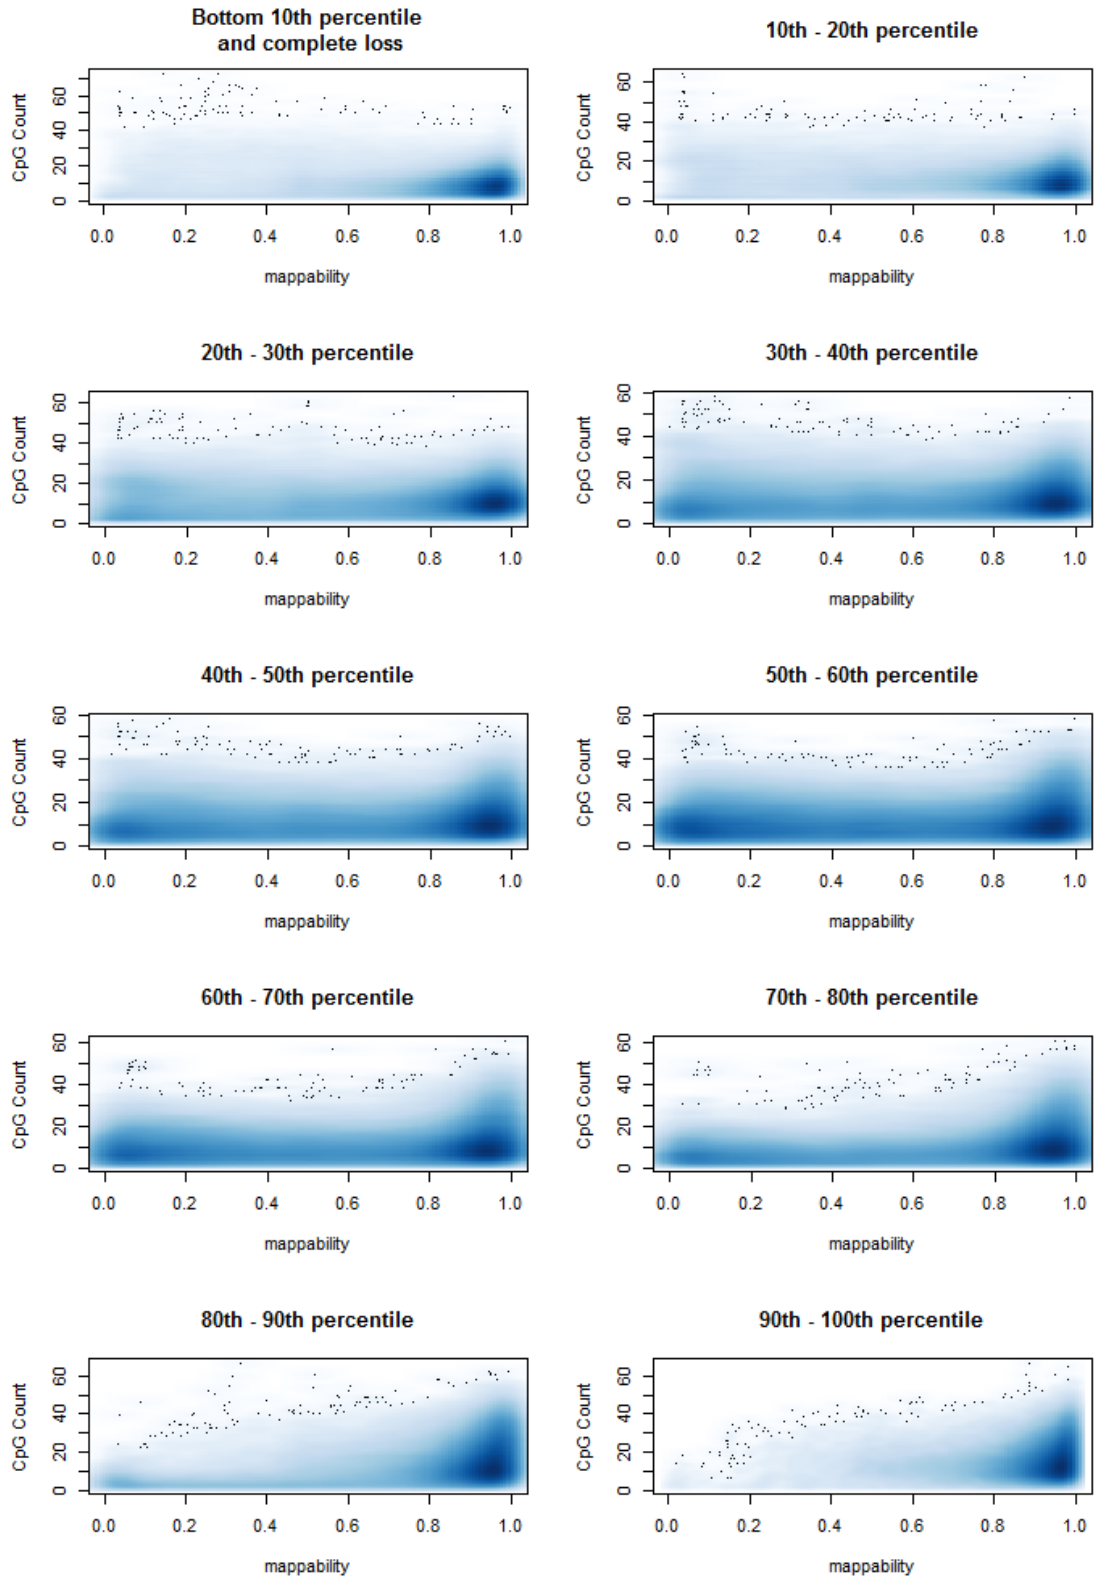 Bottom 10th percentile
and complete loss
CpG Count
0 20 40 60
0.0 0.2 0.4 0.6 0.8 1.0
mappability
10th - 20th percentile
CpG Count
0 20 40 60
0.0 0.2 0.4 0.6 0.8 1.0
mappability
20th - 30th percentile
CpG Count
0 20 40 60
0.0 0.2 0.4 0.6 0.8 1.0
mappability
30th - 40th percentile
CpG Count
0 20 40 60
0.0 0.2 0.4 0.6 0.8 1.0
mappability
40th - 50th percentile
CpG Count
0 20 40 60
0.0 0.2 0.4 0.6 0.8 1.0
mappability
50th - 60th percentile
CpG Count
0 20 40 60
0.0 0.2 0.4 0.6 0.8 1.0
mappability
60th - 70th percentile
CpG Count
0 20 40 60
0.0 0.2 0.4 0.6 0.8 1.0
mappability
70th - 80th percentile
CpG Count
0 20 40 60
0.0 0.2 0.4 0.6 0.8 1.0
mappability
80th - 90th percentile
CpG Count
0 20 40 60
0.0 0.2 0.4 0.6 0.8 1.0
mappability
90th - 100th percentile
CpG Count
0 20 40 60
0.0 0.2 0.4 0.6 0.8 1.0
mappability